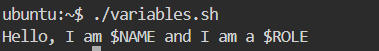 ubuntu:~$ ./variables.sh
Hello, I am $NAME and I am a $ROLE